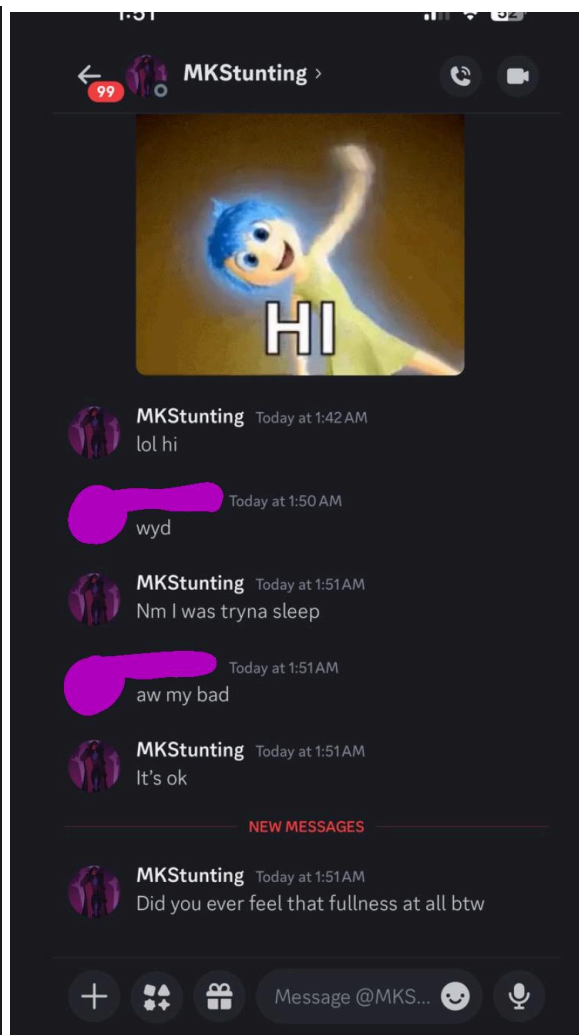 1:51
52
99
MKStunting
HI
MKStunting Today at 1:42 AM
lol hi
Today at 1:50 AM
wyd
MKStunting Today at 1:51 AM
Nm I was tryna sleep
Today at 1:51 AM
aw my bad
MKStunting Today at 1:51 AM
It's ok
NEW MESSAGES
MKStunting Today at 1:51 AM
Did you ever feel that fullness at all btw
Message @MKS...